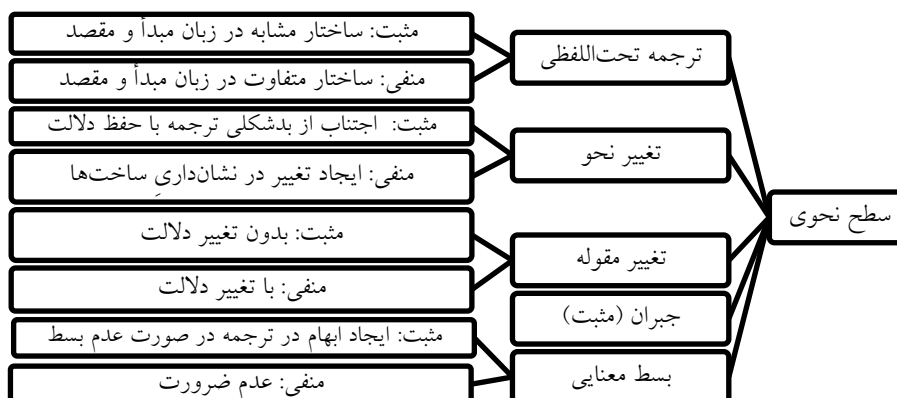 سطح نحوی
ترجمه تحت‌اللفظی
مثبت: ساختار مشابه در زبان مبدأ و مقصد
منفی: ساختار متفاوت در زبان مبدأ و مقصد
تغییر نحو
مثبت: اجتناب از بدشکلی ترجمه با حفظ دلالت
منفی: ایجاد تغییر در نشان‌داریِ ساخت‌ها
تغییر مقوله
مثبت: بدون تغییر دلالت
منفی: با تغییر دلالت
جبران (مثبت)
بسط معنایی
مثبت: ایجاد ابهام در ترجمه در صورت عدم بسط
منفی: عدم ضرورت